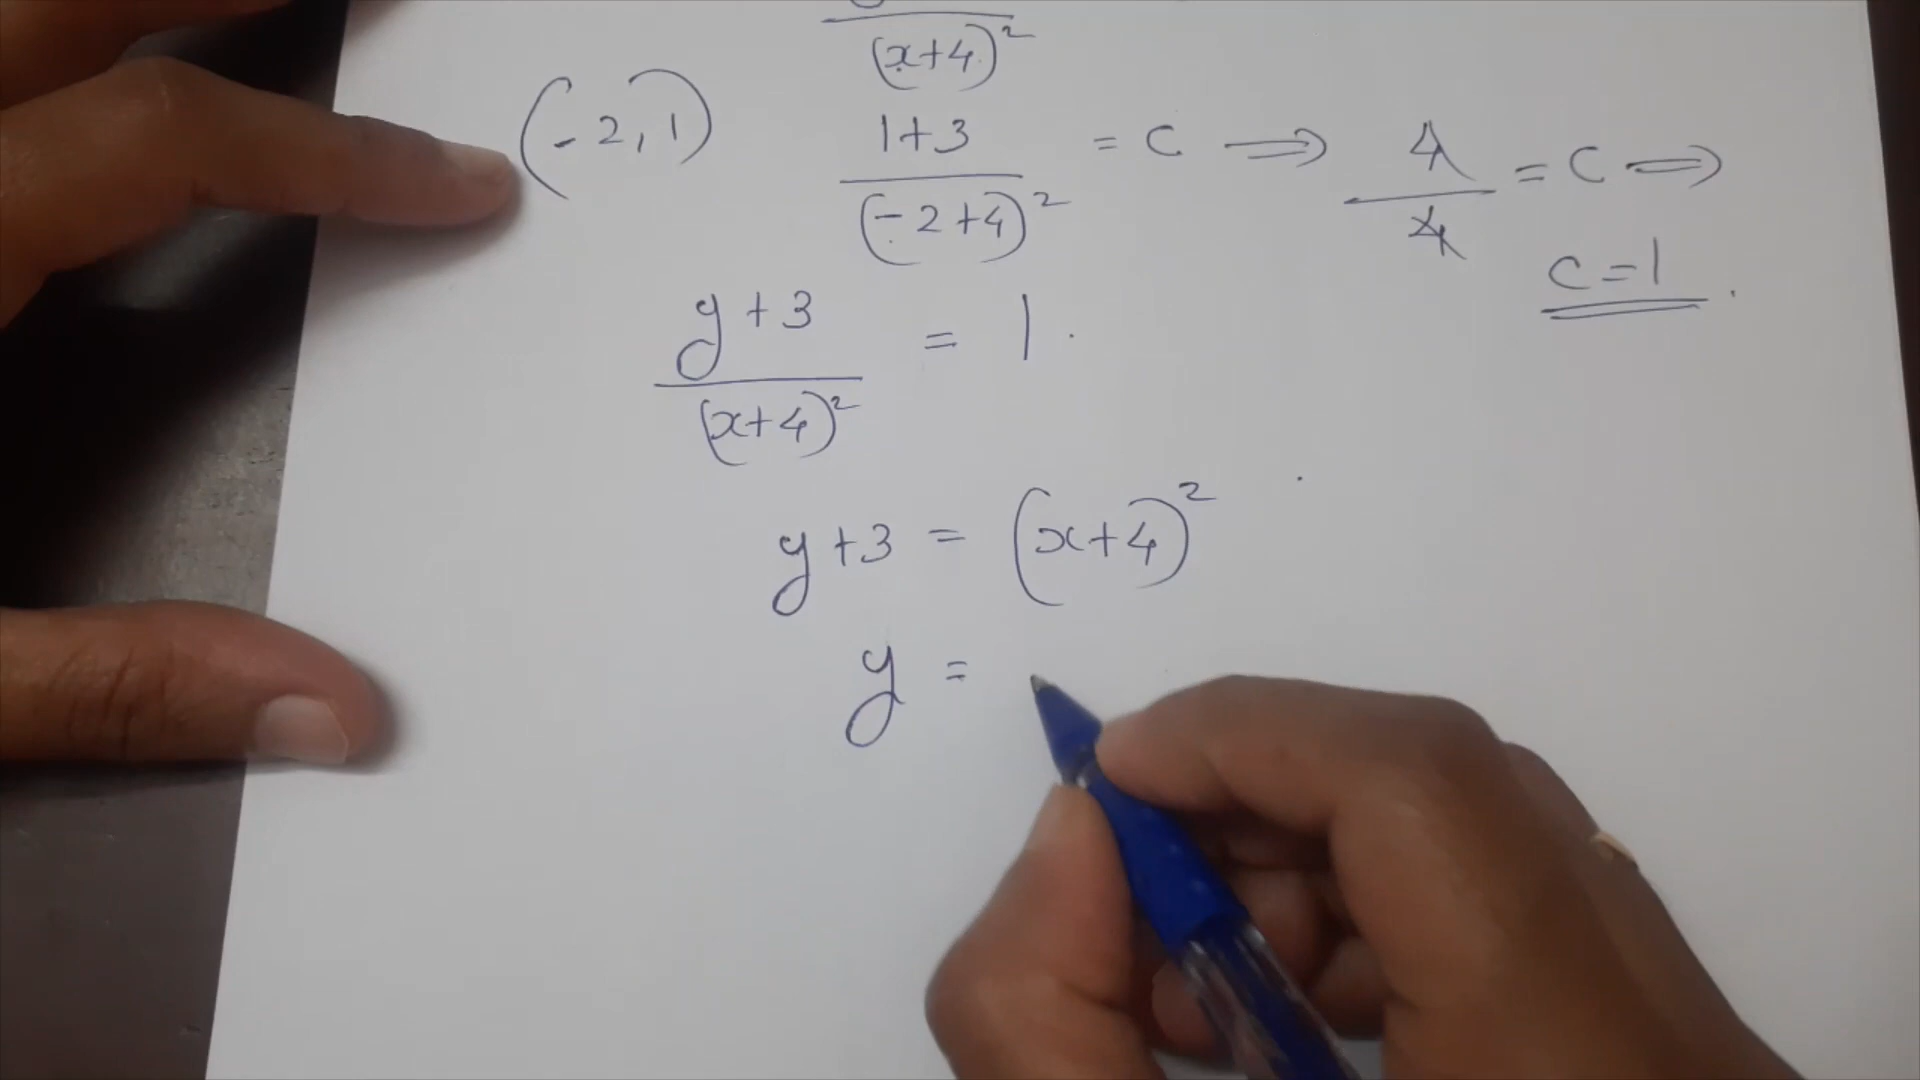 (x+4)²
(-2,1) 1+3 / (-2+4)² = C ⟹ 4/4 = C ⟹
C=1.
y+3 / (x+4)² = 1.
y+3 = (x+4)²
y =